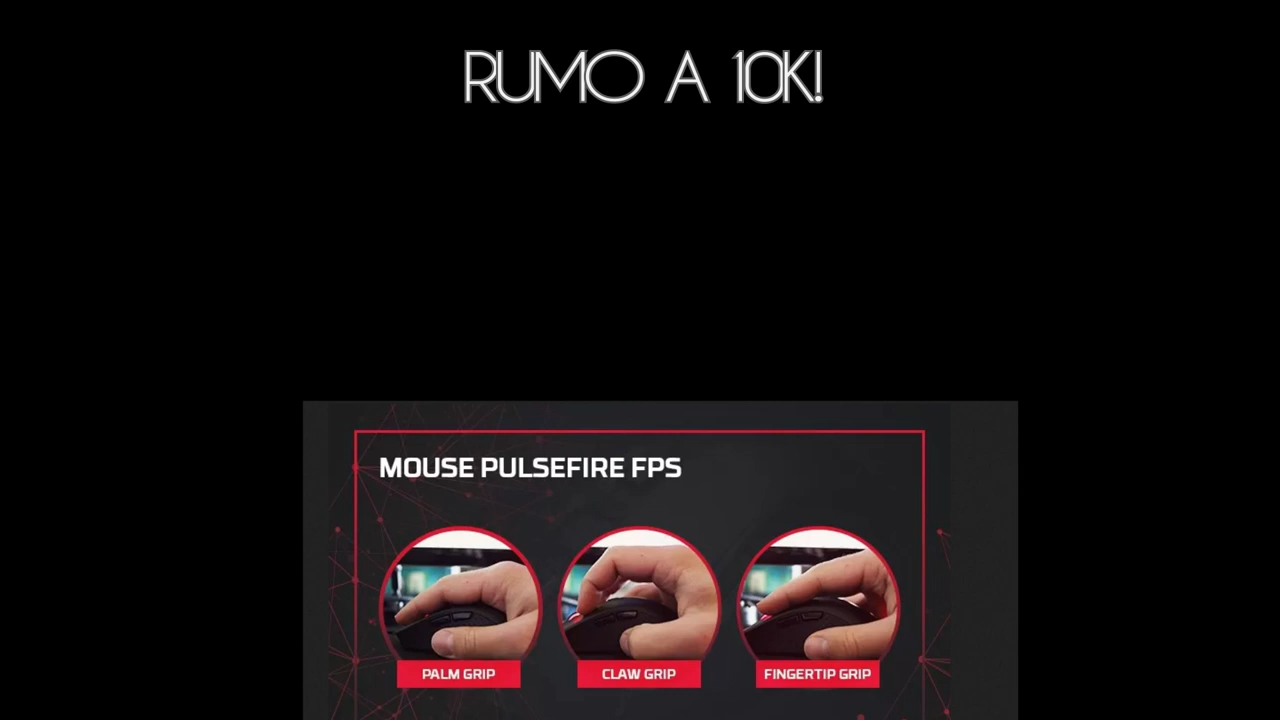 RUMO A 10K!
MOUSE PULSEFIRE FPS
PALM GRIP
CLAW GRIP
FINGERTIP GRIP